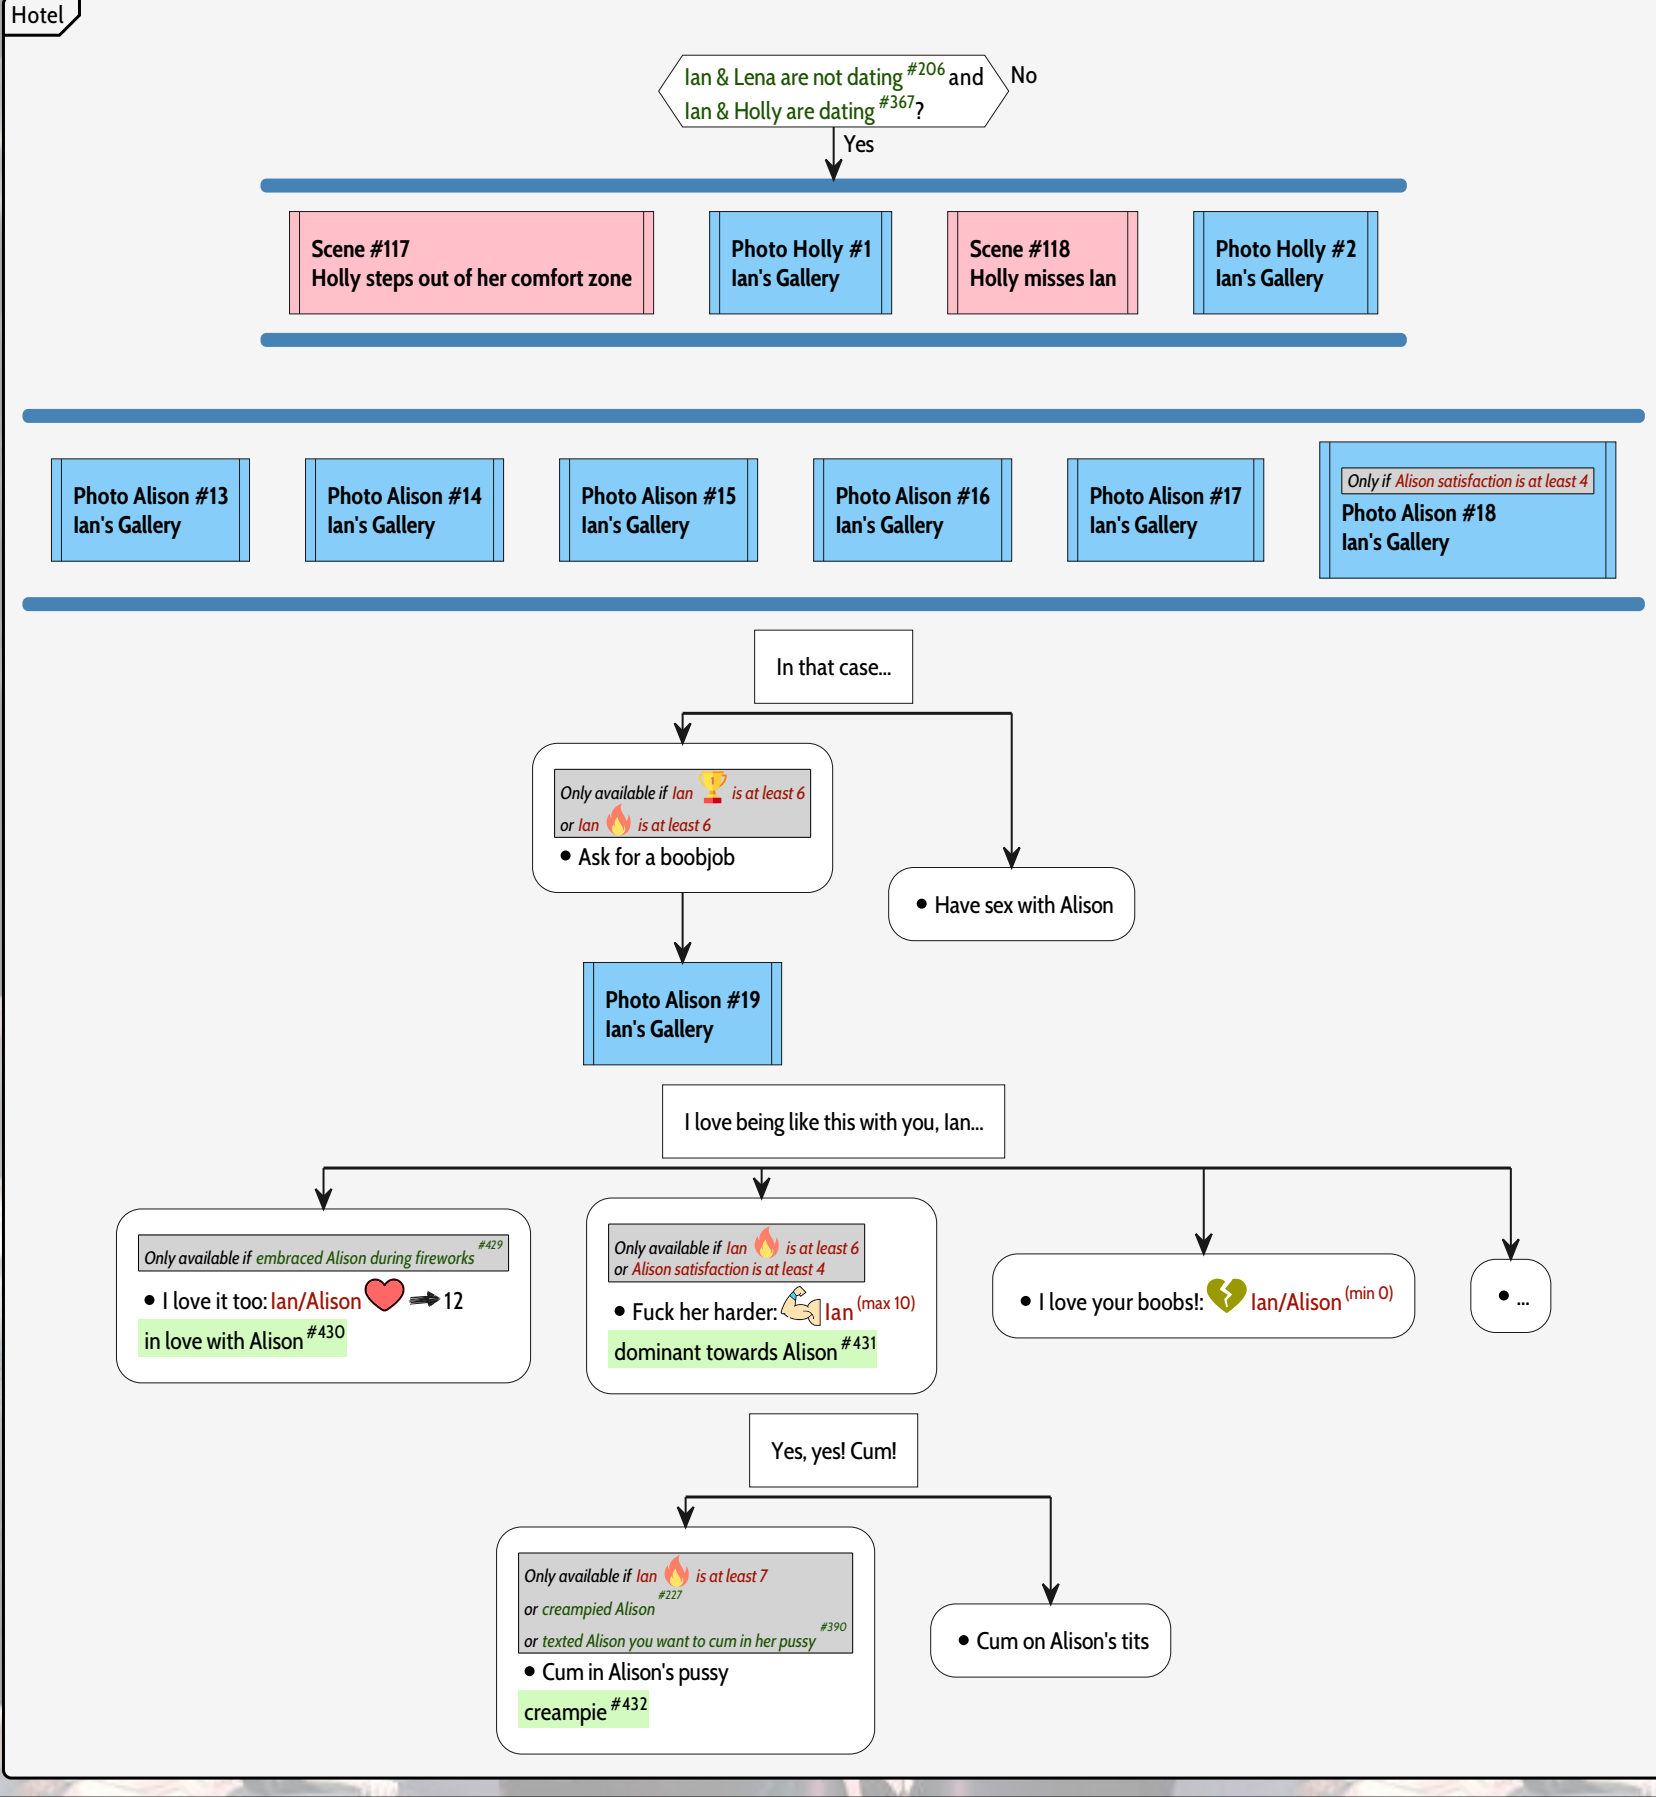 Hotel
Ian & Lena are not dating #206 and
Ian & Holly are dating #367?
No
Yes
Scene #117
Holly steps out of her comfort zone
Photo Holly #1
Ian's Gallery
Scene #118
Holly misses Ian
Photo Holly #2
Ian's Gallery
Photo Alison #13
Ian's Gallery
Photo Alison #14
Ian's Gallery
Photo Alison #15
Ian's Gallery
Photo Alison #16
Ian's Gallery
Photo Alison #17
Ian's Gallery
Only if Alison satisfaction is at least 4
Photo Alison #18
Ian's Gallery
In that case...
Only available if Ian is at least 6
or Ian is at least 6
• Ask for a boobjob
• Have sex with Alison
Photo Alison #19
Ian's Gallery
I love being like this with you, Ian...
Only available if embraced Alison during fireworks #429
• I love it too: Ian/Alison 12
in love with Alison #430
Only available if Ian is at least 6
or Alison satisfaction is at least 4
• Fuck her harder: Ian (max 10)
dominant towards Alison #431
• I love your boobs!: Ian/Alison (min 0)
• ...
Yes, yes! Cum!
Only available if Ian is at least 7
or creampied Alison #227
or texted Alison you want to cum in her pussy #390
• Cum in Alison's pussy
creampie #432
• Cum on Alison's tits